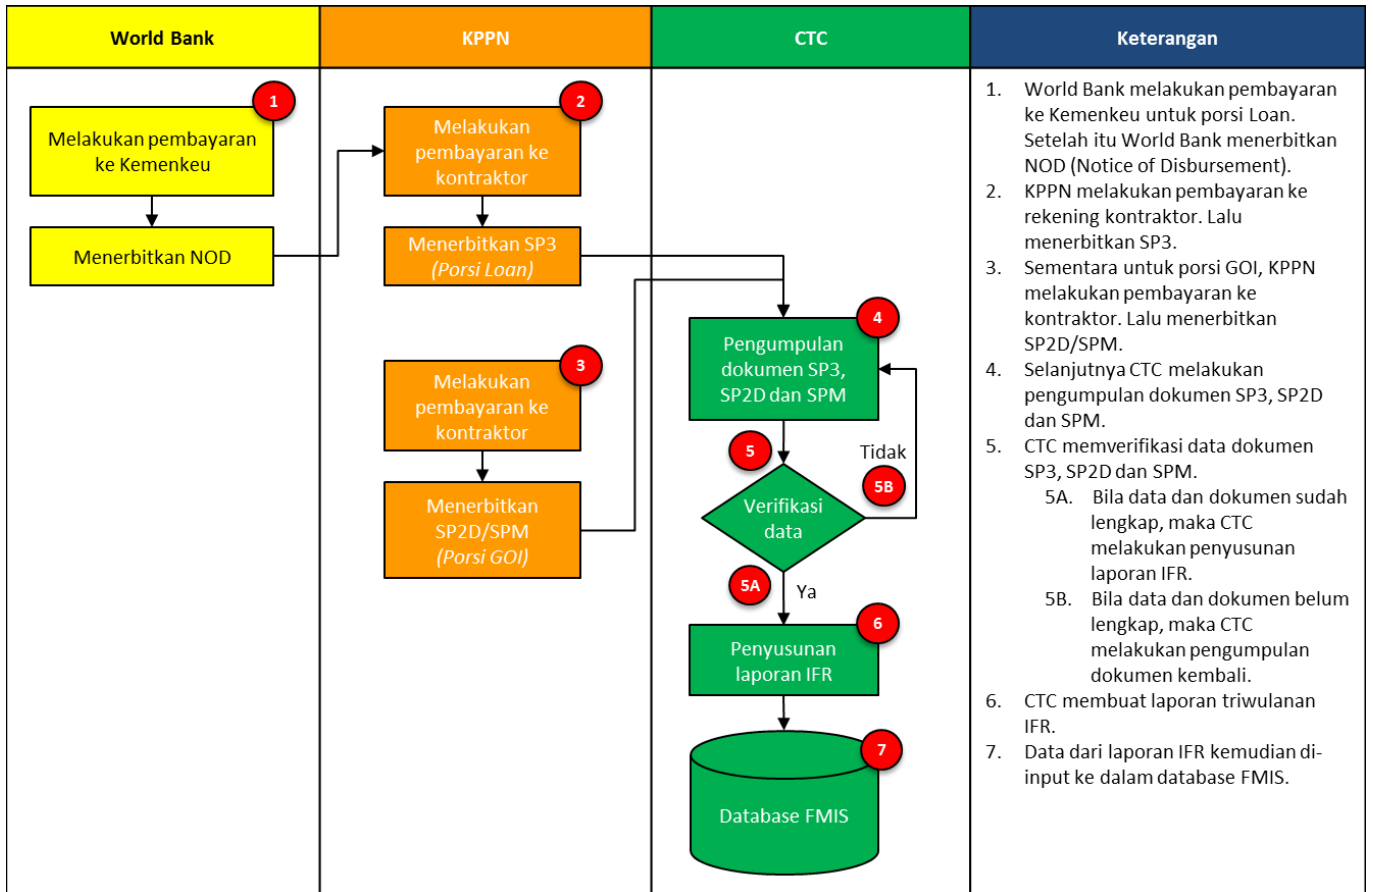 World Bank
KPPN
CTC
Keterangan
1
Melakukan pembayaran
ke Kemenkeu
Menerbitkan NOD
2
Melakukan
pembayaran ke
kontraktor
Menerbitkan SP3
(Porsi Loan)
3
Melakukan
pembayaran ke
kontraktor
Menerbitkan
SP2D/SPM
(Porsi GOI)
4
Pengumpulan
dokumen SP3,
SP2D dan SPM
5
Tidak
5B
Verifikasi
data
5A
Ya
6
Penyusunan
laporan IFR
7
Database FMIS
1. World Bank melakukan pembayaran
ke Kemenkeu untuk porsi Loan.
Setelah itu World Bank menerbitkan
NOD (Notice of Disbursement).
2. KPPN melakukan pembayaran ke
rekening kontraktor. Lalu
menerbitkan SP3.
3. Sementara untuk porsi GOI, KPPN
melakukan pembayaran ke
kontraktor. Lalu menerbitkan
SP2D/SPM.
4. Selanjutnya CTC melakukan
pengumpulan dokumen SP3, SP2D
dan SPM.
5. CTC memverifikasi data dokumen
SP3, SP2D dan SPM.
5A. Bila data dan dokumen sudah
lengkap, maka CTC
melakukan penyusunan
laporan IFR.
5B. Bila data dan dokumen belum
lengkap, maka CTC
melakukan pengumpulan
dokumen kembali.
6. CTC membuat laporan triwulanan
IFR.
7. Data dari laporan IFR kemudian di-
input ke dalam database FMIS.